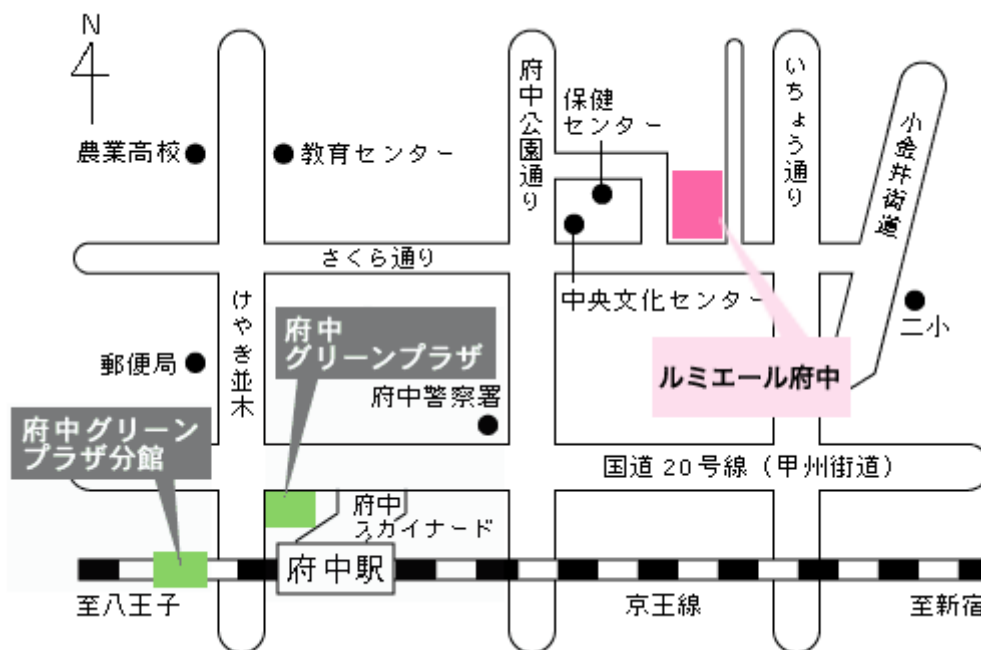 N
府中公園通り
いちょう通り
小金井街道
保健
センター
農業高校
教育センター
さくら通り
中央文化センター
けやき並木
府中
グリーンプラザ
二小
郵便局
ルミエール府中
府中警察署
府中グリーン
プラザ分館
国道20号線（甲州街道）
府中
スカイナード
府中駅
至八王子
京王線
至新宿